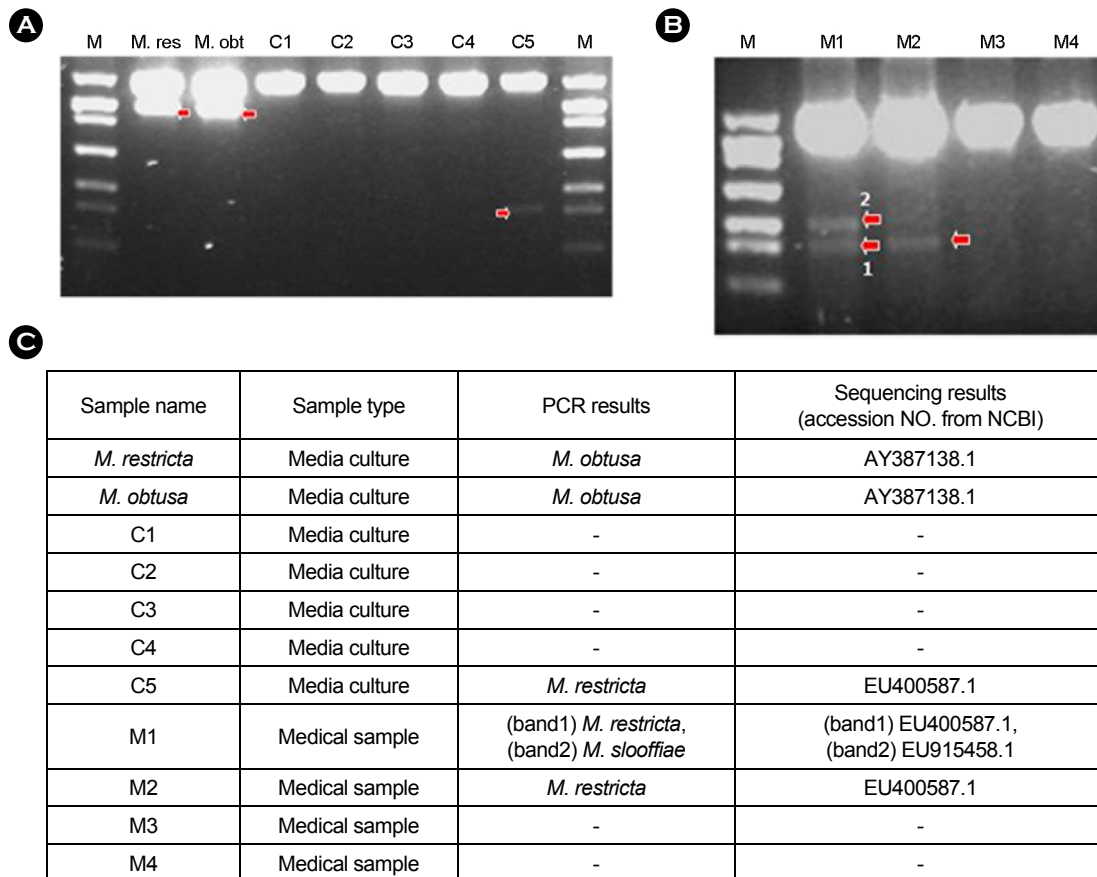 A
M M. res M. obt C1 C2 C3 C4 C5 M
B
M M1 M2 M3 M4
2
1
C
Sample name Sample type PCR results Sequencing results
(accession NO. from NCBI)
M. restricta Media culture M. obtusa AY387138.1
M. obtusa Media culture M. obtusa AY387138.1
C1 Media culture - -
C2 Media culture - -
C3 Media culture - -
C4 Media culture - -
C5 Media culture M. restricta EU400587.1
M1 Medical sample (band1) M. restricta, (band1) EU400587.1,
(band2) M. slooffiae (band2) EU915458.1
M2 Medical sample M. restricta EU400587.1
M3 Medical sample - -
M4 Medical sample - -